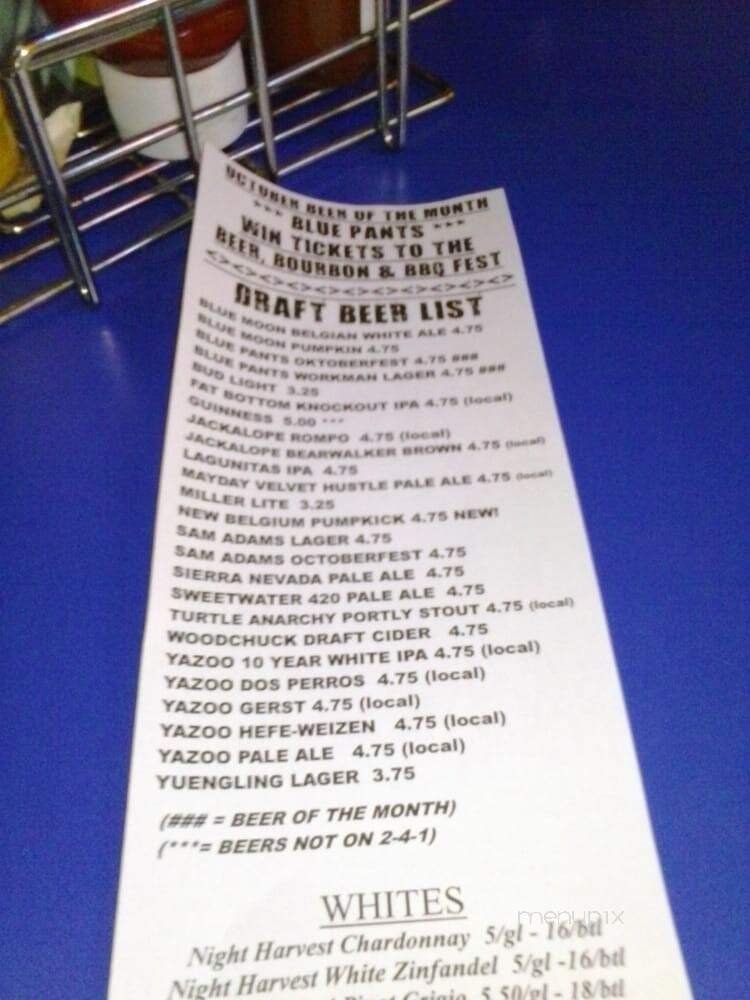 OCTOBER BEER OF THE MONTH
*** BLUE PANTS ***
WIN TICKETS TO THE
BEER, BOURBON & BBQ FEST
<><><><><><><><><><><>
DRAFT BEER LIST
BLUE MOON BELGIAN WHITE ALE 4.75
BLUE MOON PUMPKIN 4.75
BLUE PANTS OKTOBERFEST 4.75 ###
BLUE PANTS WORKMAN LAGER 4.75 ###
BUD LIGHT 3.25
FAT BOTTOM KNOCKOUT IPA 4.75 (local)
GUINNESS 5.00 ***
JACKALOPE ROMPO 4.75 (local)
JACKALOPE BEARWALKER BROWN 4.75 (local)
LAGUNITAS IPA 4.75
MAYDAY VELVET HUSTLE PALE ALE 4.75 (local)
MILLER LITE 3.25
NEW BELGIUM PUMPKICK 4.75 NEW!
SAM ADAMS LAGER 4.75
SAM ADAMS OCTOBERFEST 4.75
SIERRA NEVADA PALE ALE 4.75
SWEETWATER 420 PALE ALE 4.75
TURTLE ANARCHY PORTLY STOUT 4.75 (local)
WOODCHUCK DRAFT CIDER 4.75
YAZOO 10 YEAR WHITE IPA 4.75 (local)
YAZOO DOS PERROS 4.75 (local)
YAZOO GERST 4.75 (local)
YAZOO HEFE-WEIZEN 4.75 (local)
YAZOO PALE ALE 4.75 (local)
YUENGLING LAGER 3.75
(### = BEER OF THE MONTH)
(***= BEERS NOT ON 2-4-1)
WHITES
menupix
Night Harvest Chardonnay 5/gl - 16/btl
Night Harvest White Zinfandel 5/gl -16/btl
Pinot Grigio 5.50/gl - 18/btl